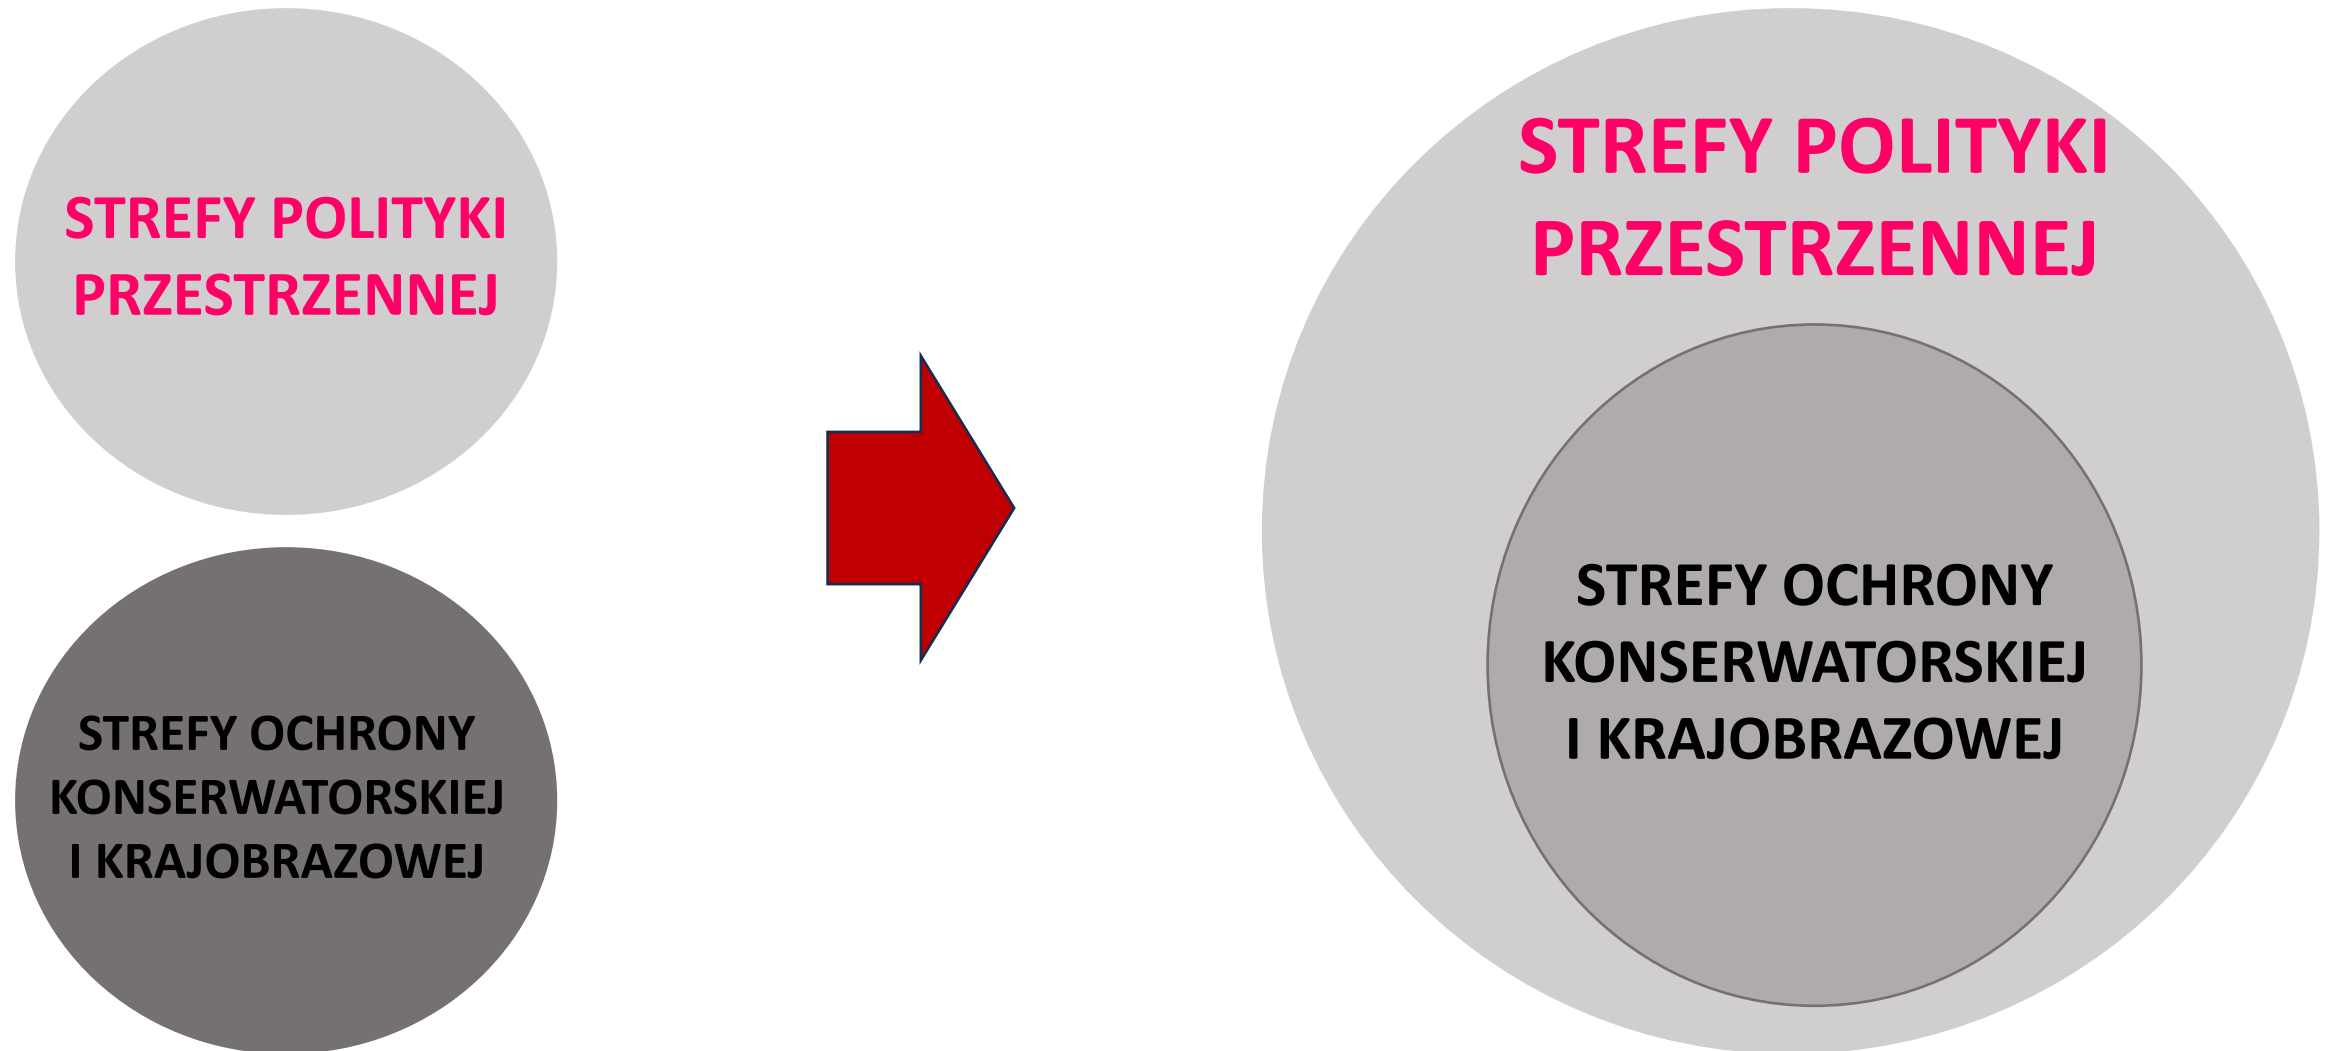 STREFY POLITYKI
PRZESTRZENNEJ
STREFY OCHRONY
KONSERWATORSKIEJ
I KRAJOBRAZOWEJ
STREFY POLITYKI
PRZESTRZENNEJ
STREFY OCHRONY
KONSERWATORSKIEJ
I KRAJOBRAZOWEJ